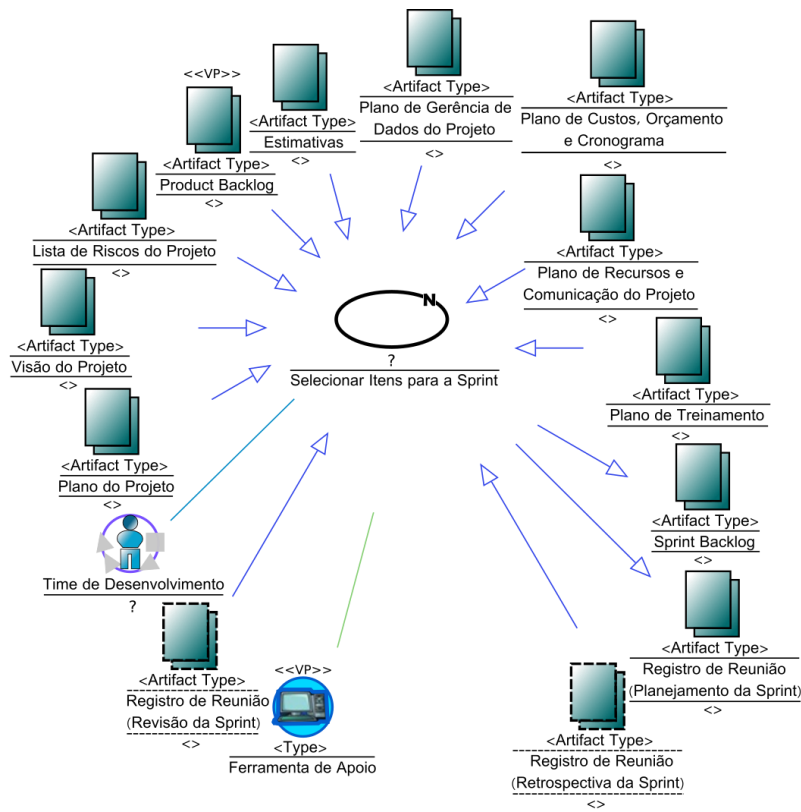 <<VP>>
<Artifact Type>
Product Backlog
<>
<Artifact Type>
Estimativas
<>
<Artifact Type>
Plano de Gerência de
Dados do Projeto
<>
<Artifact Type>
Plano de Custos, Orçamento
e Cronograma
<>
<Artifact Type>
Lista de Riscos do Projeto
<>
<Artifact Type>
Plano de Recursos e
Comunicação do Projeto
<>
<Artifact Type>
Visão do Projeto
<>
N
?
Selecionar Itens para a Sprint
<Artifact Type>
Plano de Treinamento
<>
<Artifact Type>
Plano do Projeto
<>
<Artifact Type>
Sprint Backlog
<>
Time de Desenvolvimento
?
<Artifact Type>
Registro de Reunião
(Planejamento da Sprint)
<>
<Artifact Type>
Registro de Reunião
(Revisão da Sprint)
<>
<<VP>>
<Type>
Ferramenta de Apoio
<Artifact Type>
Registro de Reunião
(Retrospectiva da Sprint)
<>